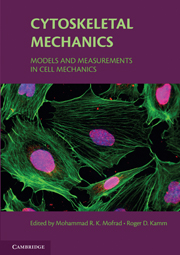 CYTOSKELETAL
MECHANICS
MODELS AND MEASUREMENTS
IN CELL MECHANICS
Edited by Mohammad R. K. Mofrad • Roger D. Kamm
CAMBRIDGE